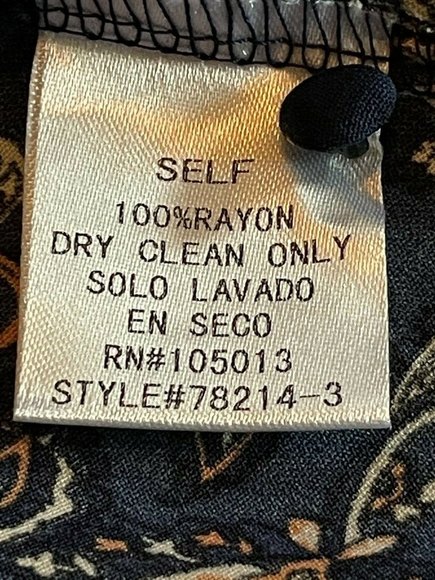 SELF
100%RAYON
DRY CLEAN ONLY
SOLO LAVADO
EN SECO
RN#105013
STYLE#78214-3